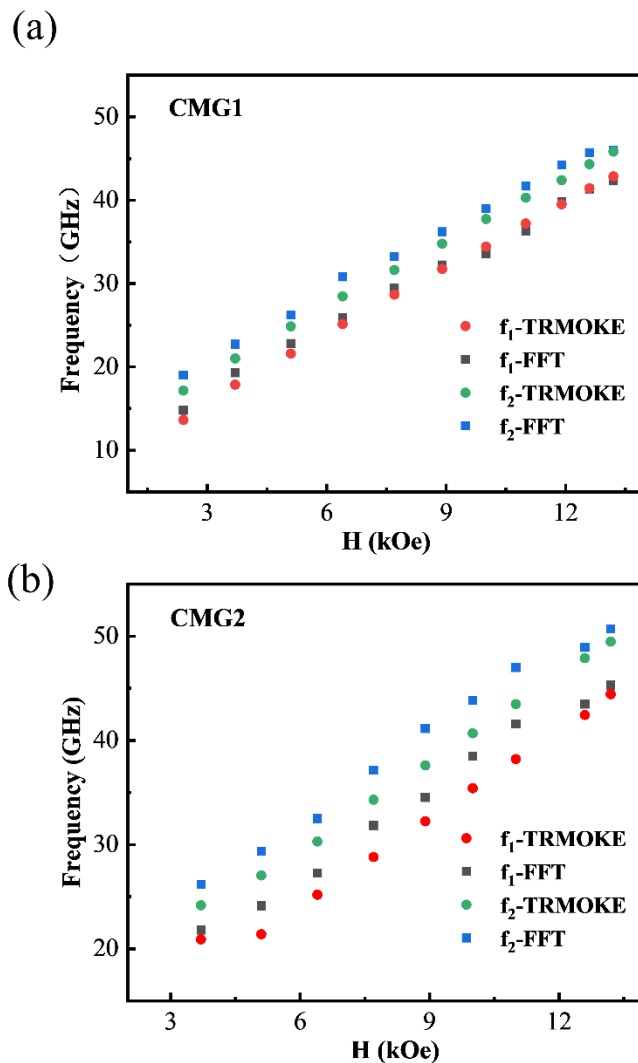 (a)
CMG1
50
40
30
20
10
Frequency（GHz）
f₁-TRMOKE
f₁-FFT
f₂-TRMOKE
f₂-FFT
3 6 9 12
H (kOe)
(b)
CMG2
50
40
30
20
Frequency (GHz)
f₁-TRMOKE
f₁-FFT
f₂-TRMOKE
f₂-FFT
3 6 9 12
H (kOe)